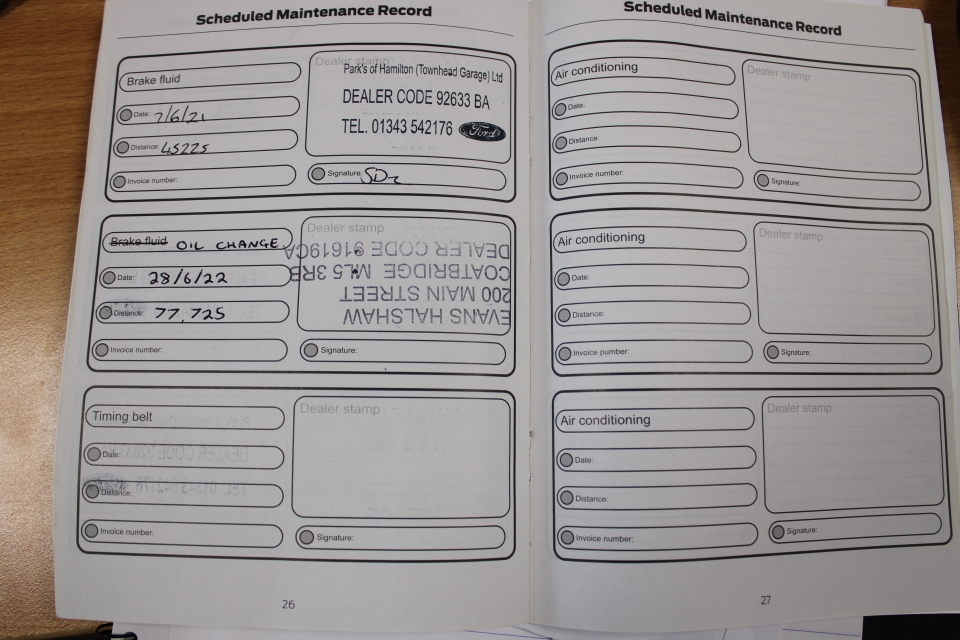 Scheduled Maintenance Record
Brake fluid
Date: 7/6/21
Distance: 45225
Invoice number:
Dealer stamp
Park's of Hamilton (Townhead Garage) Ltd
DEALER CODE 92633 BA
TEL. 01343 542176 Ford
Signature:
Brake fluid OIL CHANGE
Date: 28/6/22
Distance: 77,725
Invoice number:
Dealer stamp
EVANS HALSHAW
200 MAIN STREET
COATBRIDGE ML5 3RB
DEALER CODE 91619CA
Signature:
Timing belt
Date:
Distance:
Invoice number:
Dealer stamp
Signature:
26
Scheduled Maintenance Record
Air conditioning
Date:
Distance:
Invoice number:
Dealer stamp
Signature:
Air conditioning
Date:
Distance:
Invoice number:
Dealer stamp
Signature:
Air conditioning
Date:
Distance:
Invoice number:
Dealer stamp
Signature:
27